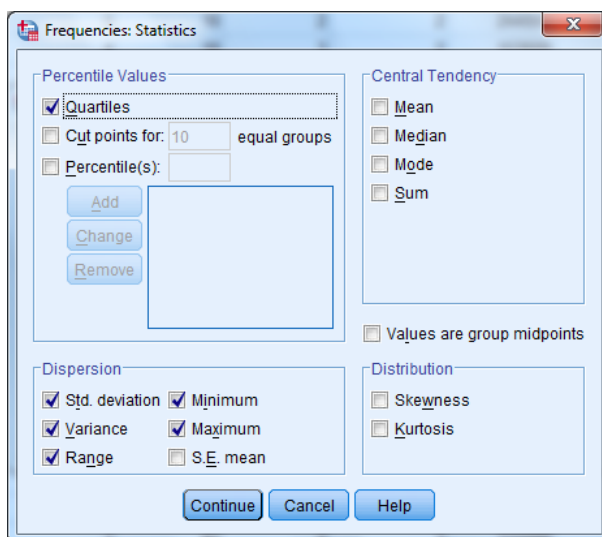 Frequencies: Statistics
Percentile Values
Quartiles
Cut points for: 10 equal groups
Percentile(s):
Add
Change
Remove
Central Tendency
Mean
Median
Mode
Sum
Values are group midpoints
Dispersion
Std. deviation Minimum
Variance Maximum
Range S.E. mean
Distribution
Skewness
Kurtosis
Continue Cancel Help